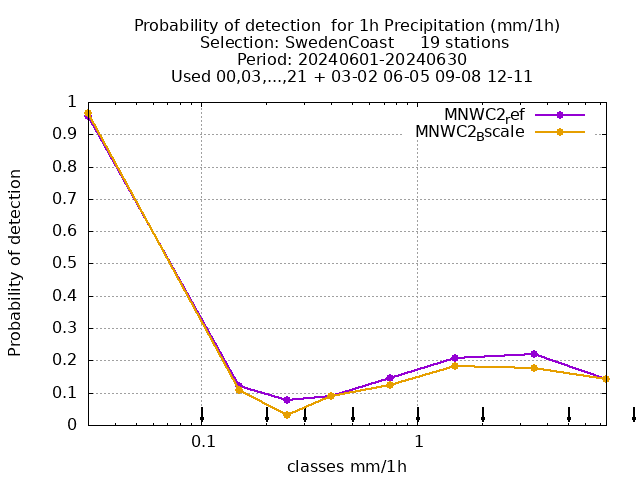 Probability of detection  for 1h Precipitation (mm/1h)
Selection: SwedenCoast     19 stations
Period: 20240601-20240630
Used 00,03,...,21 + 03-02 06-05 09-08 12-11
MNWC2ref
MNWC2Bscale
1
0.9
0.8
0.7
0.6
0.5
0.4
0.3
0.2
0.1
0
Probability of detection
0.1
1
classes mm/1h